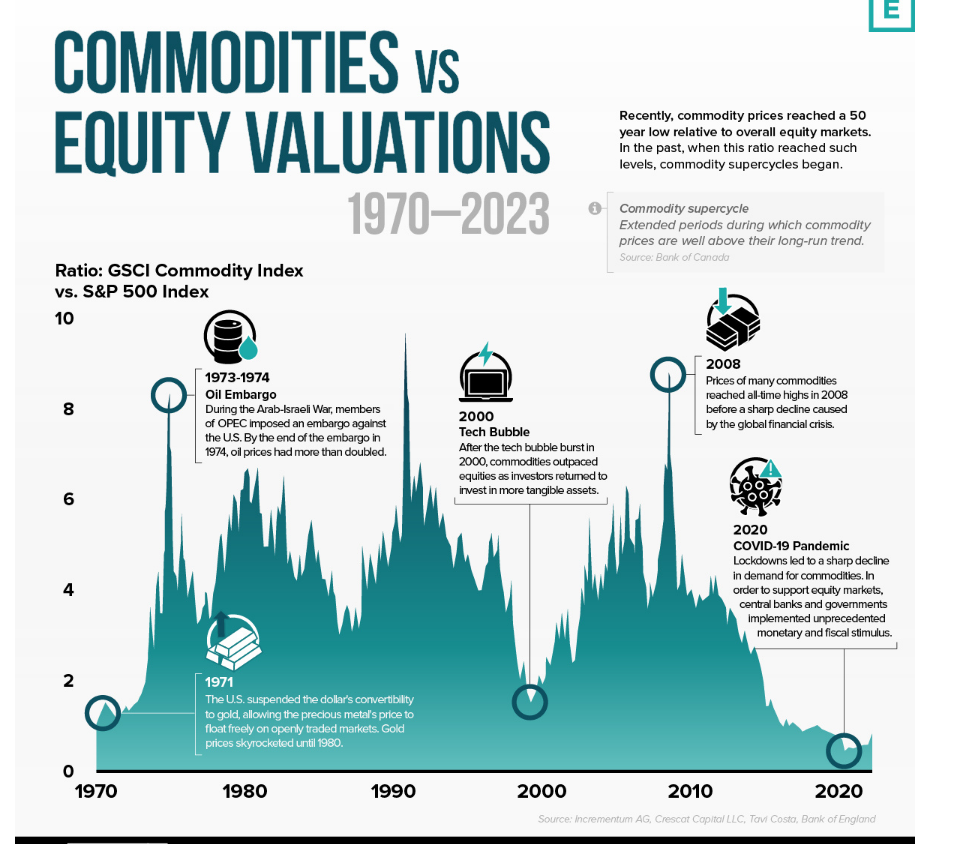 E
COMMODITIES VS
EQUITY VALUATIONS
1970–2023
Recently, commodity prices reached a 50
year low relative to overall equity markets.
In the past, when this ratio reached such
levels, commodity supercycles began.
i
Commodity supercycle
Extended periods during which commodity
prices are well above their long-run trend.
Source: Bank of Canada
Ratio: GSCI Commodity Index
vs. S&P 500 Index
10
8
6
4
2
0
1973-1974
Oil Embargo
During the Arab-Israeli War, members
of OPEC imposed an embargo against
the U.S. By the end of the embargo in
1974, oil prices had more than doubled.
1971
The U.S. suspended the dollar's convertibility
to gold, allowing the precious metal's price to
float freely on openly traded markets. Gold
prices skyrocketed until 1980.
2000
Tech Bubble
After the tech bubble burst in
2000, commodities outpaced
equities as investors returned to
invest in more tangible assets.
2008
Prices of many commodities
reached all-time highs in 2008
before a sharp decline caused
by the global financial crisis.
2020
COVID-19 Pandemic
Lockdowns led to a sharp decline
in demand for commodities. In
order to support equity markets,
central banks and governments
implemented unprecedented
monetary and fiscal stimulus.
1970
1980
1990
2000
2010
2020
Source: Incrementum AG, Crescat Capital LLC, Tavi Costa, Bank of England